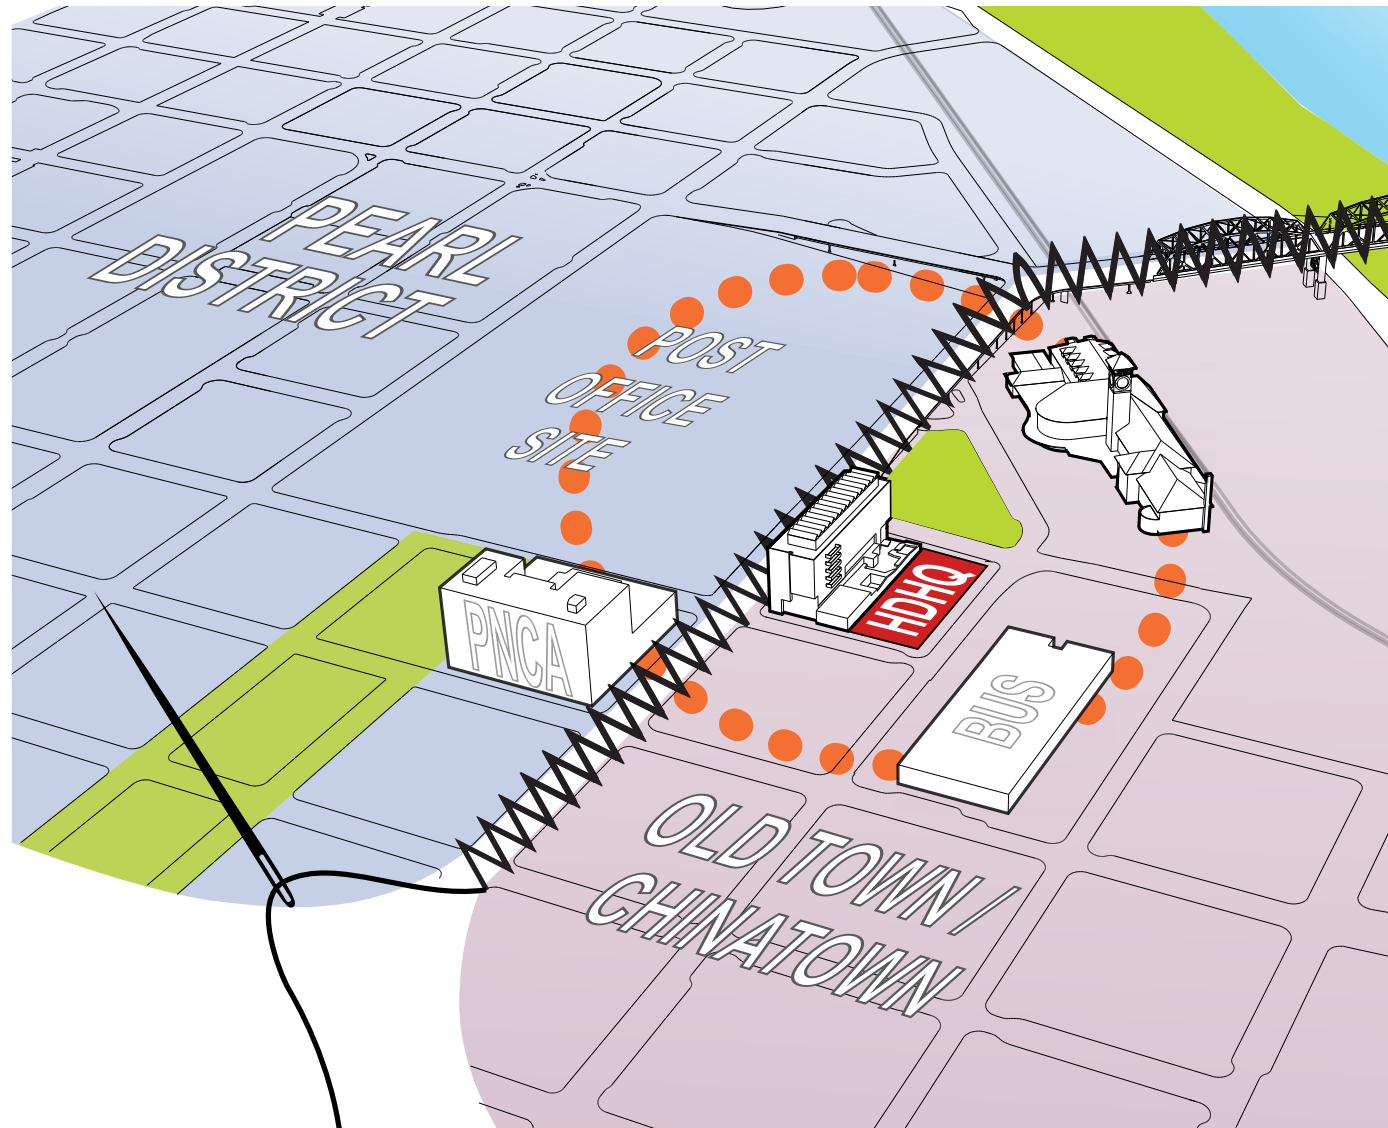 PEARL
DISTRICT
POST
OFFICE
SITE
PNCA
HDHQ
BUS
OLD TOWN /
CHINATOWN